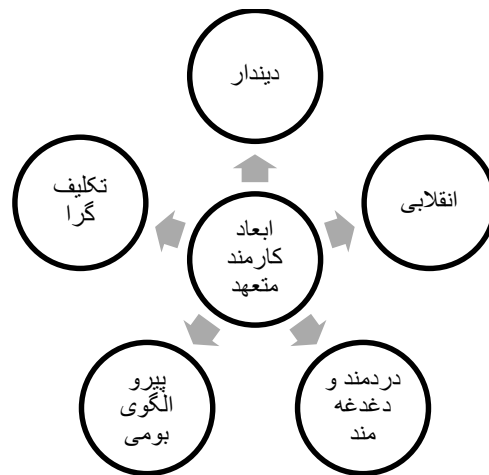 دیندار
انقلابی
دردمند و
دغدغه
مند
پیرو
الگوی
بومی
تکلیف
گرا
ابعاد
کارمند
متعهد